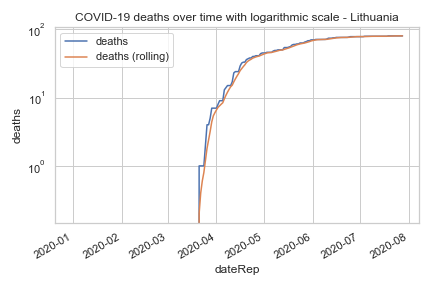 COVID-19 deaths over time with logarithmic scale - Lithuania
deaths
deaths (rolling)
10²
10¹
10⁰
deaths
2020-01
2020-02
2020-03
2020-04
2020-05
2020-06
2020-07
2020-08
dateRep